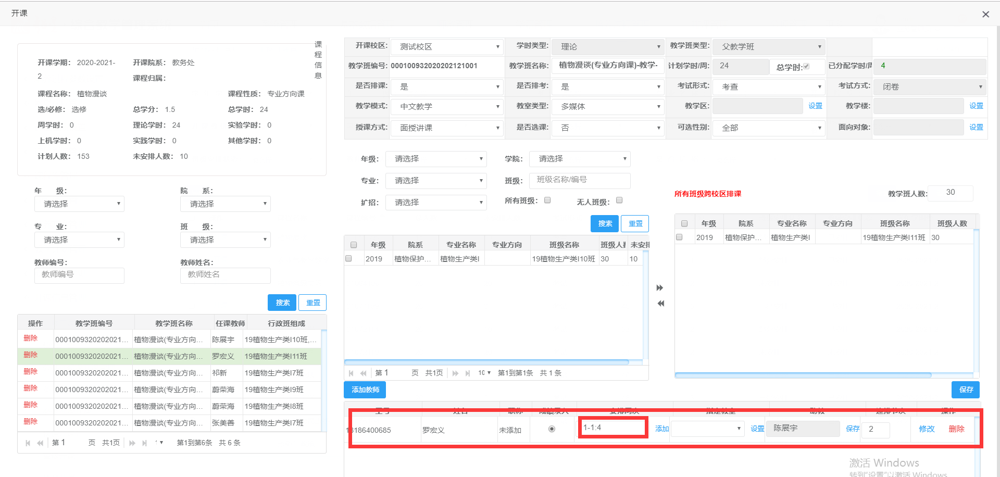 开课
课程信息
开课学期： 2020-2021-2 开课院系： 教务处
课程归属：
课程名称： 植物漫谈 课程性质： 专业方向课
选/必修： 选修 总学分： 1.5 总学时： 24
周学时： 0 理论学时： 24 实验学时： 0
上机学时： 0 实践学时： 0 其他学时： 0
计划人数： 153 未安排人数： 10
年 级： 院 系：
请选择 请选择
专 业： 班 级：
请选择 请选择
教师编号： 教师姓名：
教师编号 教师姓名
搜索 重置
操作 教学班编号 教学班名称 任课教师 行政班组成
删除 0001009320202021... 植物漫谈(专业方向... 陈展宇 19植物生产类I10班,...
删除 0001009320202021... 植物漫谈(专业方向... 罗宏义 19植物生产类I11班
删除 0001009320202021... 植物漫谈(专业方向... 祁新 19植物生产类I7班
删除 0001009320202021... 植物漫谈(专业方向... 蔚荣海 19植物生产类I9班
删除 0001009320202021... 植物漫谈(专业方向... 蔚荣海 19植物生产类I8班
删除 0001009320202021... 植物漫谈(专业方向... 张美善 19植物生产类I7班
第 1 页 共1页 第1到第6条 共 6 条
开课校区: 测试校区 学时类型: 理论 教学班类型: 父教学班
教学班编号: 000100932020202121001 教学班名称: 植物漫谈(专业方向课)-教学- 计划学时/周: 24 总学时: 已分配学时/周 4
是否排课: 是 是否排考: 是 考试形式: 考查 考试方式: 闭卷
教学模式: 中文教学 教室类型: 多媒体 教学区: 设置 教学楼: 设置
授课方式: 面授讲课 是否选课: 否 可选性别: 全部 面向对象: 设置
年级： 请选择 学院： 请选择
专业： 请选择 班级： 班级名称/编号
扩招： 请选择 所有班级： 无人班级：
搜索 重置
年级 院系 专业名称 专业方向 班级名称 班级人数 未安排
2019 植物保护... 植物生产类I 19植物生产类I10班 30 10
第 1 页 共1页 10 第1到第1条 共 1 条
所有班级跨校区排课 教学班人数: 30
年级 院系 专业名称 专业方向 班级名称 班级人数
2019 植物保护... 植物生产类I 19植物生产类I11班 30
添加教师 保存
工号 姓名 职称 成绩录入 安排周次 指定教室 助教 连排节次 操作
13186400685 罗宏义 未添加 1-1:4 添加 设置 陈展宇 保存 2 修改 删除
激活 Windows
转到"设置"以激活 Windows